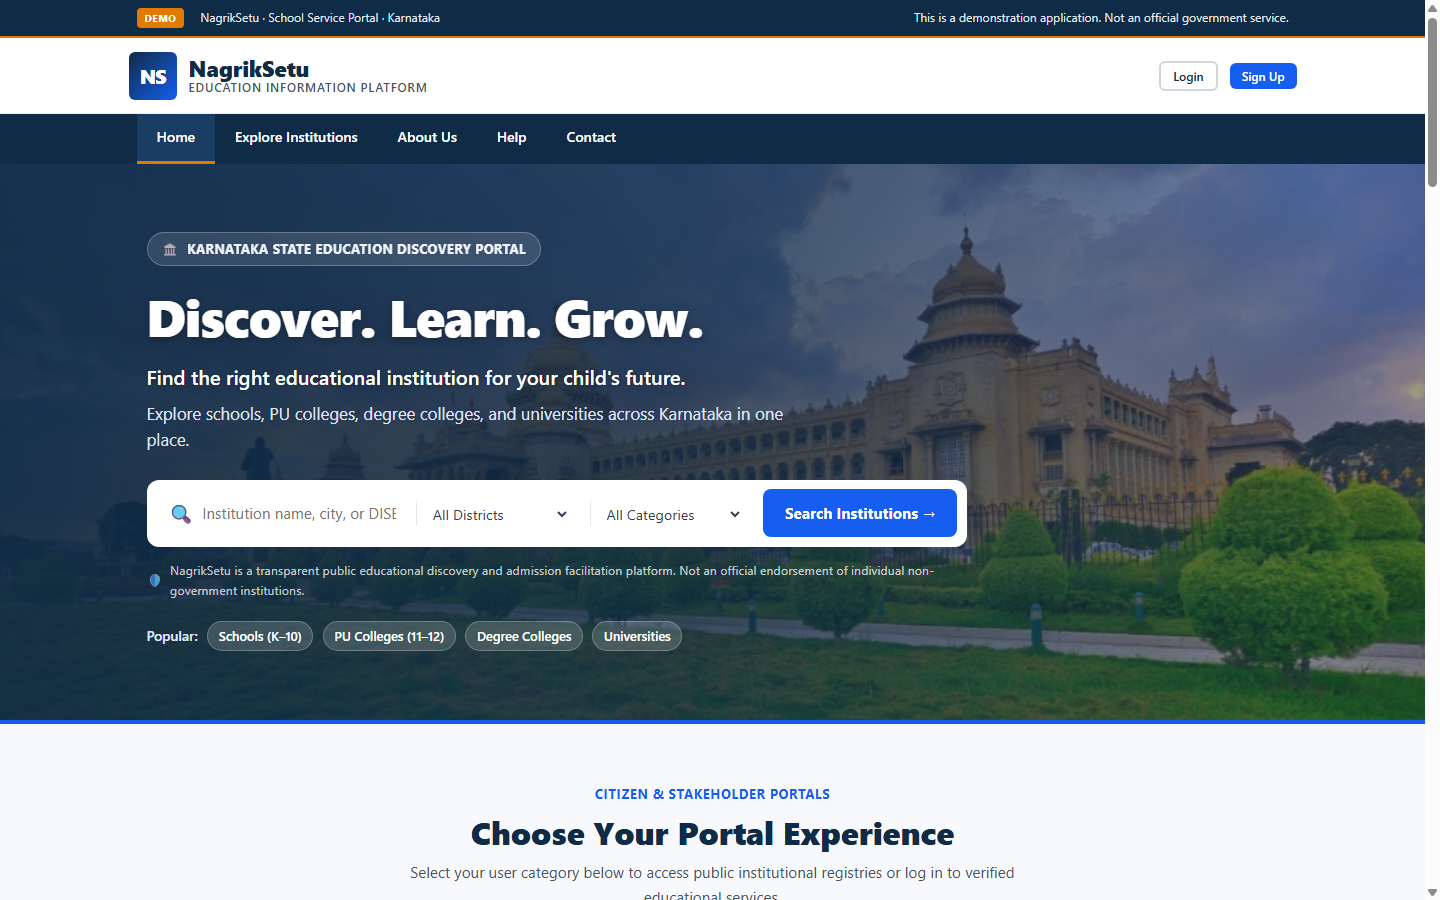 DEMO NagrikSetu · School Service Portal · Karnataka This is a demonstration application. Not an official government service.
NS
NagrikSetu
EDUCATION INFORMATION PLATFORM
Login Sign Up
Home Explore Institutions About Us Help Contact
KARNATAKA STATE EDUCATION DISCOVERY PORTAL
Discover. Learn. Grow.
Find the right educational institution for your child's future.
Explore schools, PU colleges, degree colleges, and universities across Karnataka in one
place.
Institution name, city, or DISE All Districts All Categories Search Institutions →
NagrikSetu is a transparent public educational discovery and admission facilitation platform. Not an official endorsement of individual non-
government institutions.
Popular: Schools (K–10) PU Colleges (11–12) Degree Colleges Universities
CITIZEN & STAKEHOLDER PORTALS
Choose Your Portal Experience
Select your user category below to access public institutional registries or log in to verified
educational services.